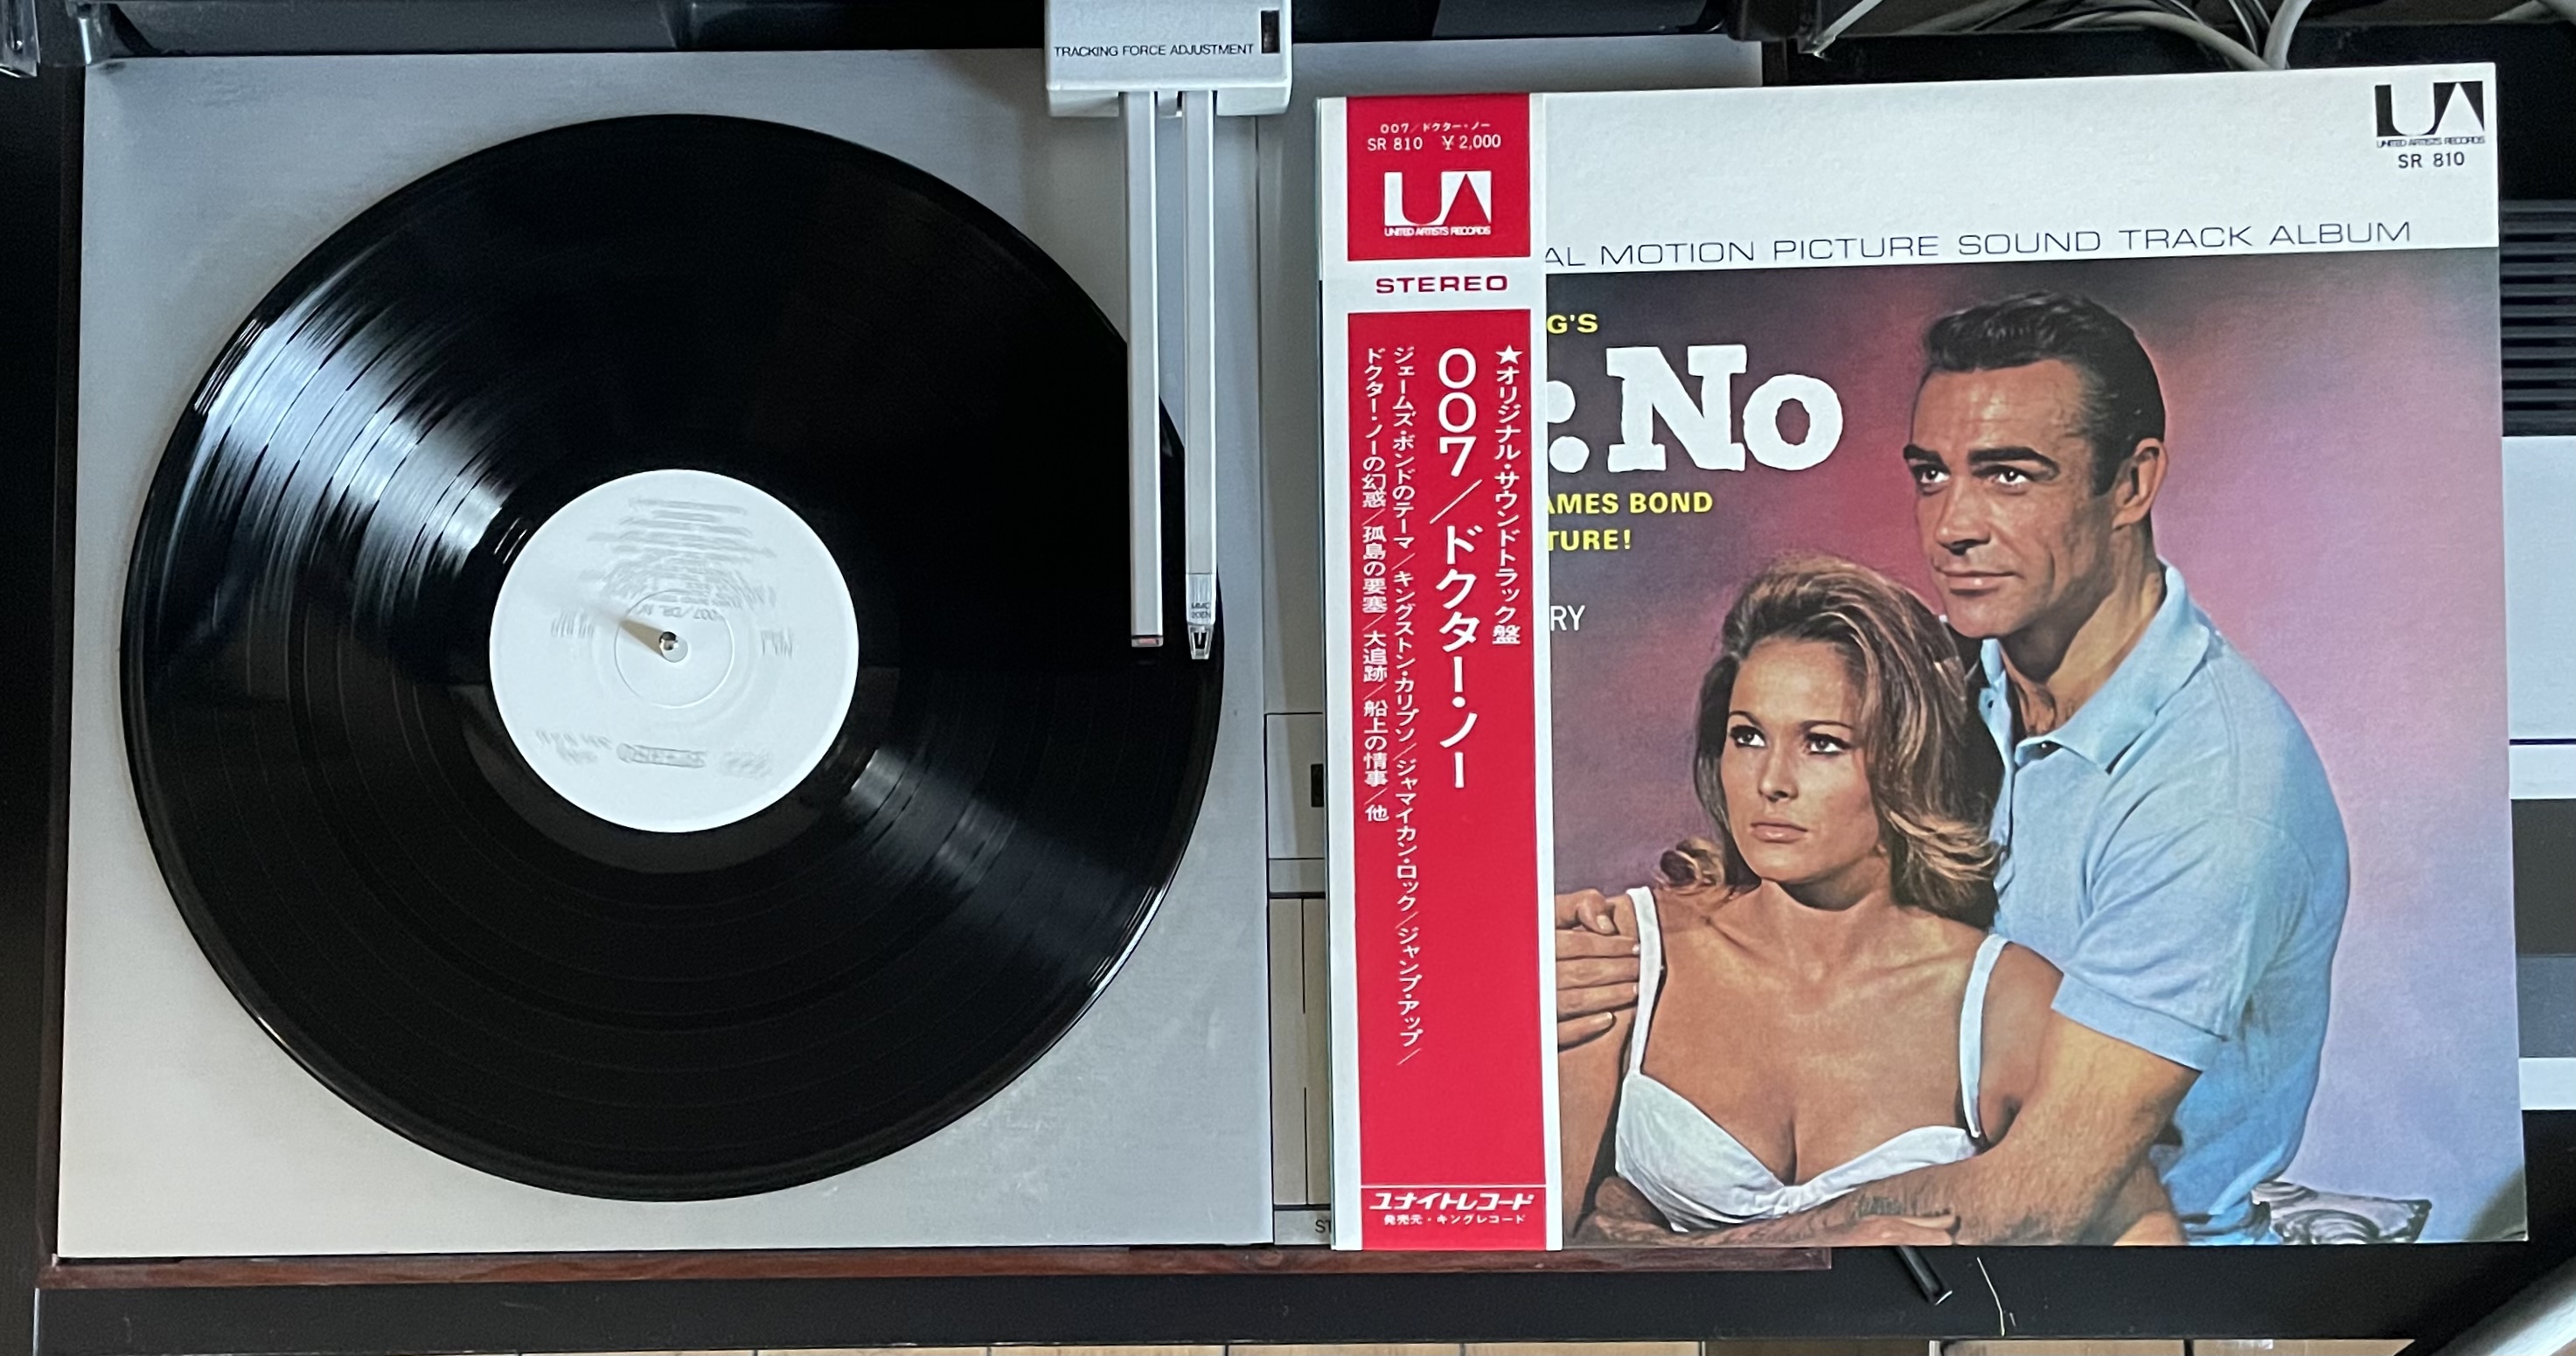 TRACKING FORCE ADJUSTMENT
007/ドクター・ノー
SR 810 ¥2,000
UA
UNITED ARTISTS RECORDS
STEREO
★オリジナル・サウンドトラック盤
007/ドクター・ノー
ジェームズ・ボンドのテーマ/キングストン・カリプソ/ジャマイカン・ロック/ジャンプ・アップ/
ドクター・ノーの幻惑/孤島の要塞/大追跡/船上の情事/他
ユナイトレコード
発売元・キングレコード
UA
UNITED ARTISTS RECORDS
SR 810
AL MOTION PICTURE SOUND TRACK ALBUM
G'S
.No
AMES BOND
TURE!
RY
MMC
20EN
ST